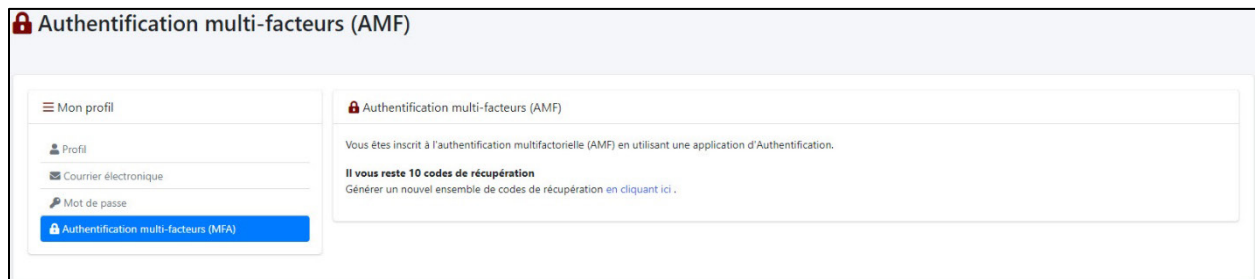 Authentification multi-facteurs (AMF)
Mon profil
Profil
Courrier électronique
Mot de passe
Authentification multi-facteurs (MFA)
Authentification multi-facteurs (AMF)
Vous êtes inscrit à l'authentification multifactorielle (AMF) en utilisant une application d'Authentification.
Il vous reste 10 codes de récupération
Générer un nouvel ensemble de codes de récupération en cliquant ici .